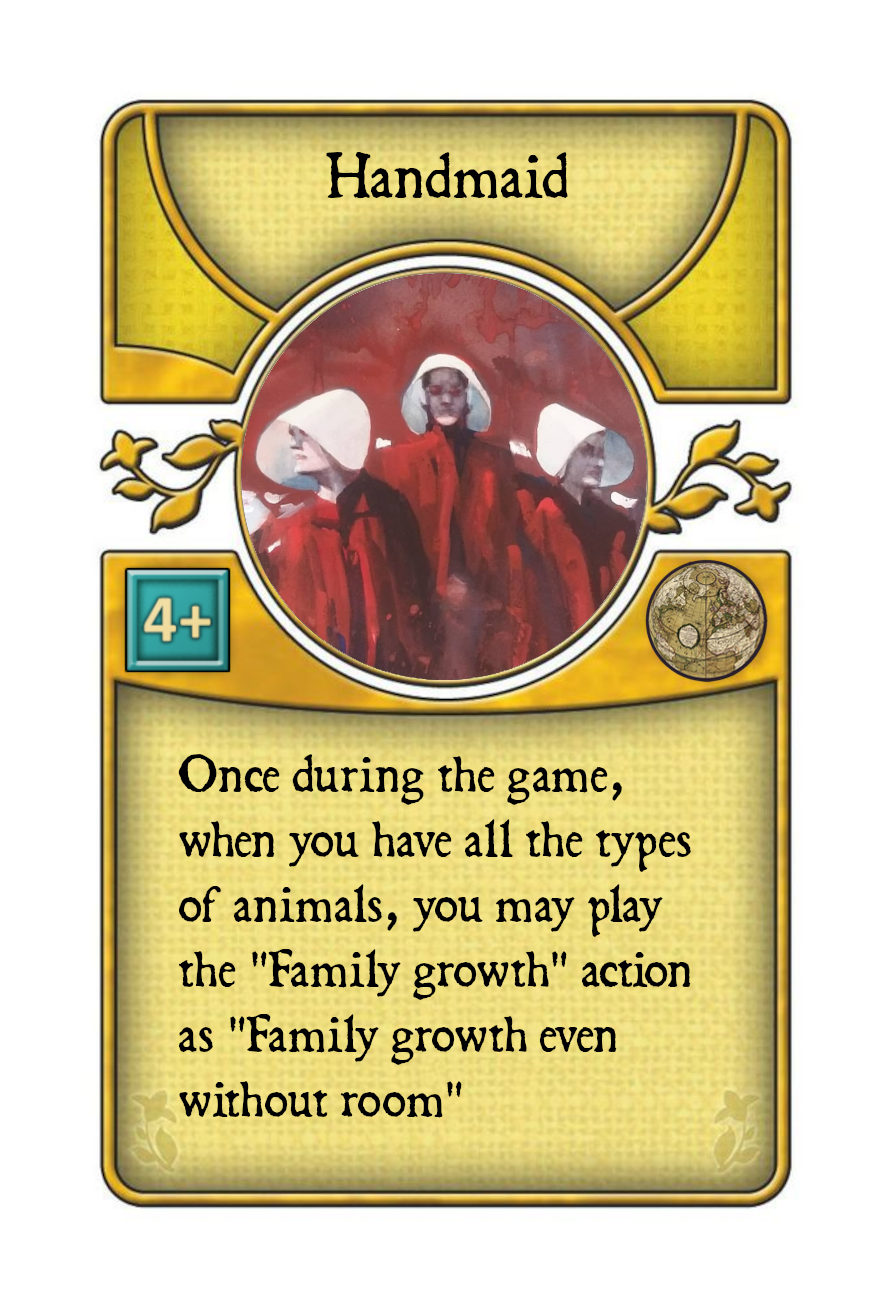 Handmaid
4+
Once during the game,
when you have all the types
of animals, you may play
the "Family growth" action
as "Family growth even
without room"